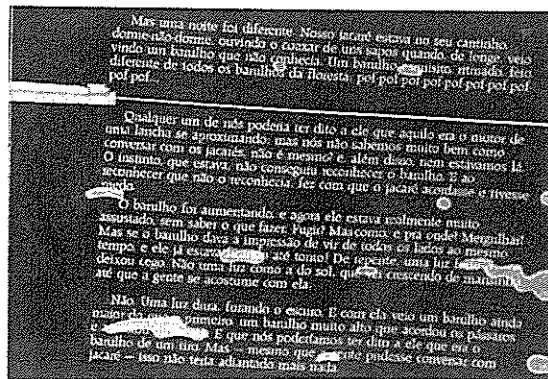 Mas uma noite foi diferente. Nosso jacaré estava no seu cantinho,
dorme-não-dorme, ouvindo o coaxar de uns sapos quando, de longe, veio
vindo um barulho que não conhecia. Um barulho esquisito, ritmado, feito
diferente de todos os barulhos da floresta: pof pof pof pof pof pof pof
pof pof...
Qualquer um de nós poderia ter dito a ele que aquilo era o motor de
uma lancha se aproximando, mas nós não sabemos muito bem como
conversar com os jacarés, não é mesmo? e, além disso, nem estávamos lá.
O instinto, que estava, não conseguiu reconhecer o barulho. E ao
reconhecer que não o reconhecia, fez com que o jacaré acordasse e tivesse
medo.
O barulho foi aumentando, e agora ele estava realmente muito
assustado, sem saber o que fazer. Fugir? Mas como, e pra onde? Mergulhar?
Mas se o barulho dava a impressão de vir de todos os lados ao mesmo
tempo, e ele já estava até tonto! De repente, uma luz
deixou cego. Não uma luz como a do sol, que crescendo de mansinho
até que a gente se acostume com ela.
Não. Uma luz dura, furando o escuro. E com ela veio um barulho ainda
maior do primeiro, um barulho muito alto que acordou os pássaros
e E que nós poderíamos ter dito a ele que era o
barulho de um tiro. Mas — mesmo que gente pudesse conversar com
jacaré — isso não teria adiantado mais nada.